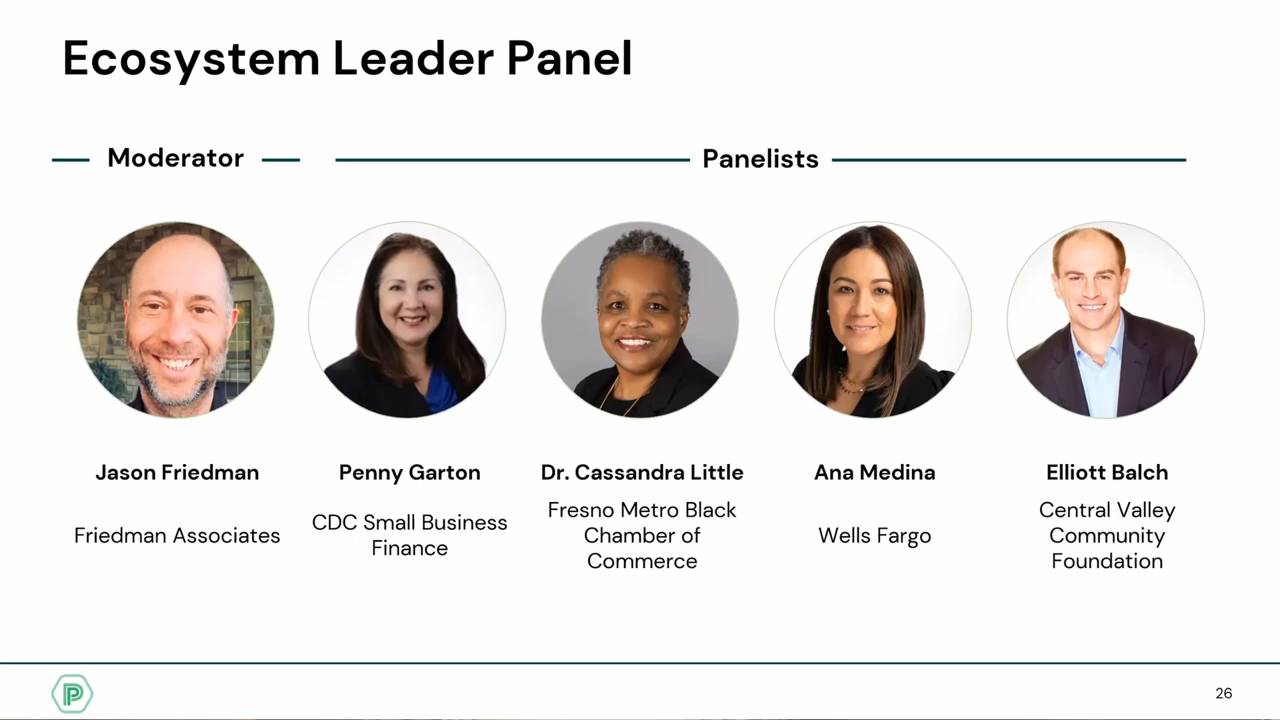 Ecosystem Leader Panel
Moderator
Panelists
Jason Friedman
Friedman Associates
Penny Garton
CDC Small Business
Finance
Dr. Cassandra Little
Fresno Metro Black
Chamber of
Commerce
Ana Medina
Wells Fargo
Elliott Balch
Central Valley
Community
Foundation
P
26